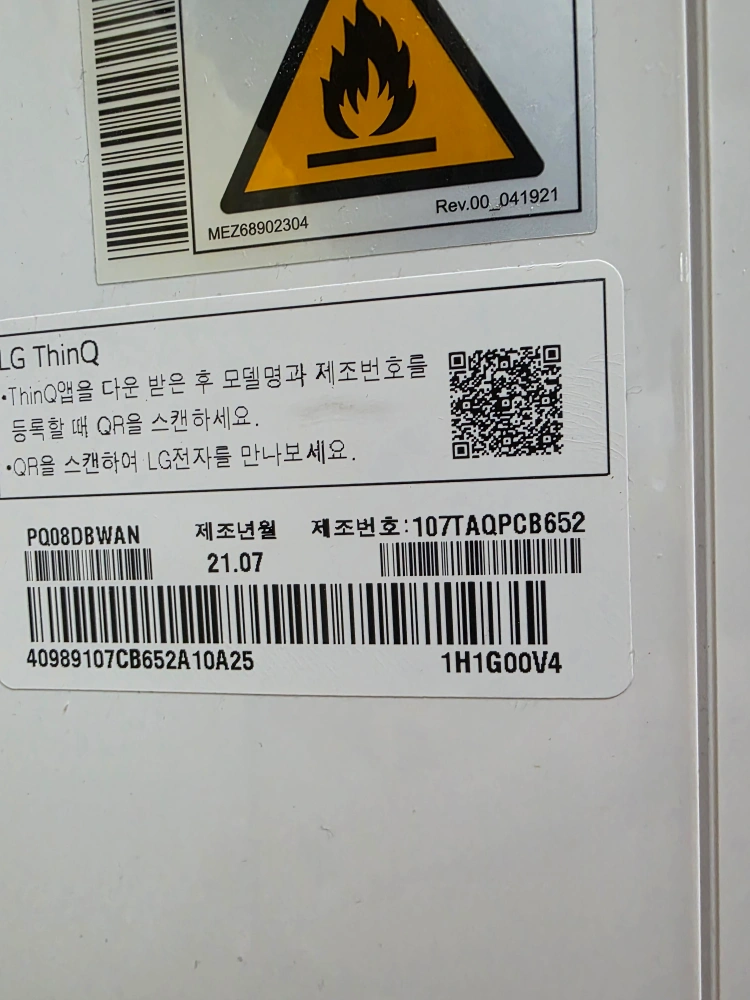 MEZ68902304
Rev.00_041921
LG ThinQ
•ThinQ앱을 다운 받은 후 모델명과 제조번호를
등록할 때 QR을 스캔하세요.
•QR을 스캔하여 LG전자를 만나보세요.
PQ08DBWAN 제조년월 제조번호:107TAQPCB652
21.07
40989107CB652A10A25 1H1G00V4